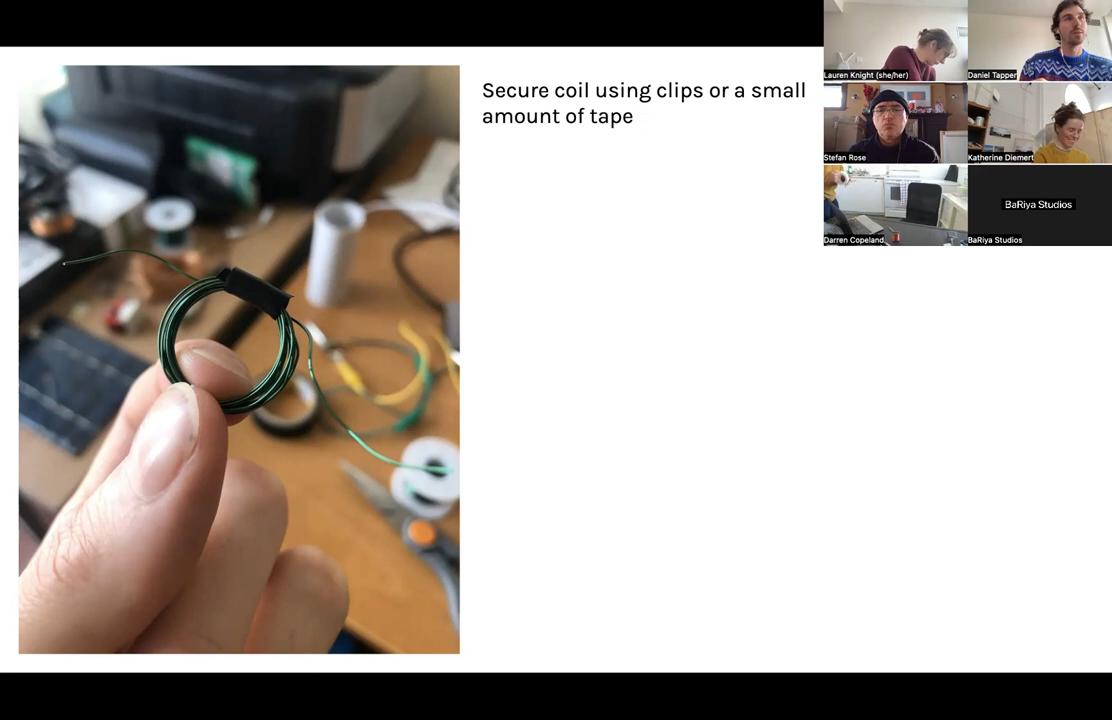 Secure coil using clips or a small
amount of tape
Lauren Knight (she/her)
Daniel Tapper
Stefan Rose
Katherine Diemert
BaRiya Studios
Darren Copeland
BaRiya Studios